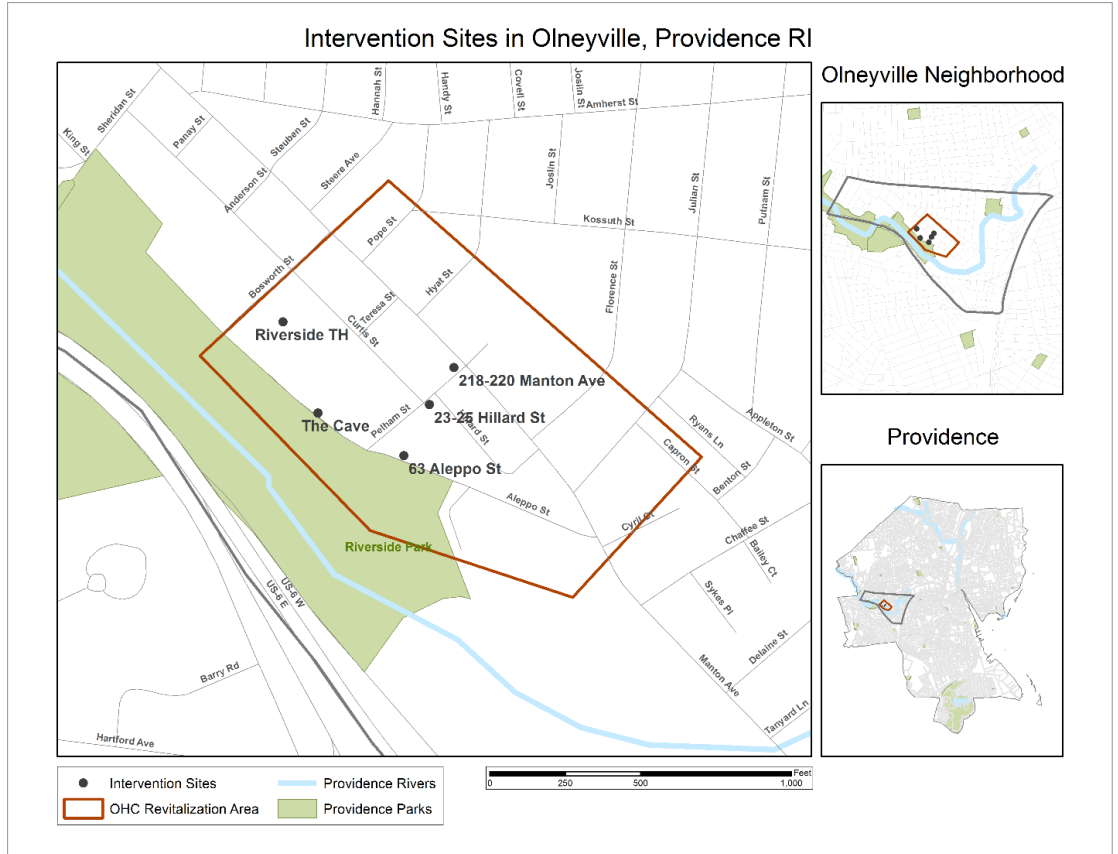 Intervention Sites in Olneyville, Providence RI
Olneyville Neighborhood
Providence
King St
Sheridan St
Panay St
Anderson St
Steuben St
Steere Ave
Hannah St
Handy St
Covell St
Joslin St
Amherst St
Joslin St
Julian St
Putnam St
Kossuth St
Pope St
Hyat St
Teresa St
Bosworth St
Curtis St
Florence St
Riverside TH
218-220 Manton Ave
23-25 Hillard St
The Cave
Pelham St
63 Aleppo St
Aleppo St
Riverside Park
Ryans Ln
Appleton St
Capron St
Benton St
Cyril Ct
Chaffee St
Bailey Ct
Sykes Pl
Delaine St
Manton Ave
Tanyard Ln
US-6 W
US-6 E
Barry Rd
Hartford Ave
Intervention Sites
Providence Rivers
OHC Revitalization Area
Providence Parks
Feet
0 250 500 1,000